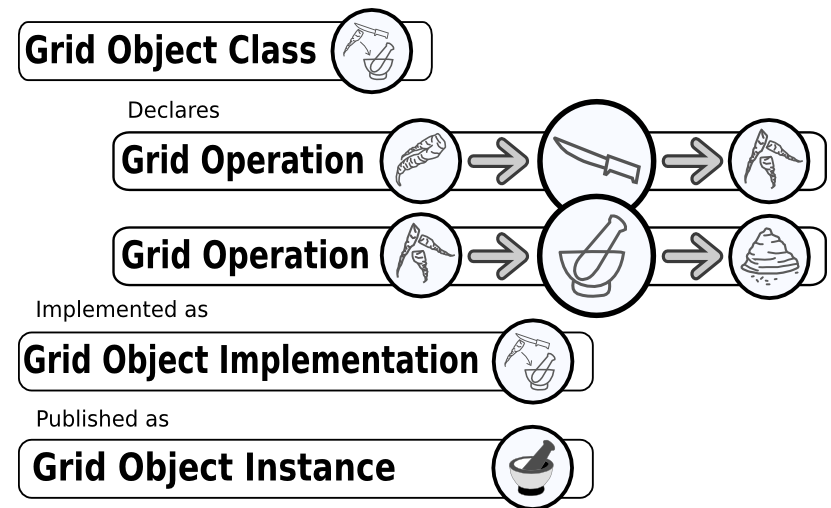 Grid Object Class
Declares
Grid Operation
Grid Operation
Implemented as
Grid Object Implementation
Published as
Grid Object Instance